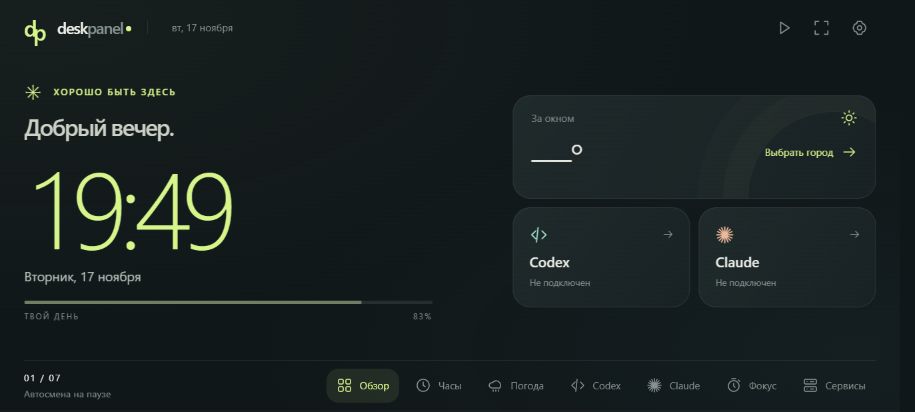 dp deskpanel
вт, 17 ноября
ХОРОШО БЫТЬ ЗДЕСЬ
Добрый вечер.
19:49
Вторник, 17 ноября
ТВОЙ ДЕНЬ 83%
За окном
__°
Выбрать город →
Codex →
Не подключен
Claude →
Не подключен
01 / 07
Автосмена на паузе
Обзор Часы Погода Codex Claude Фокус Сервисы